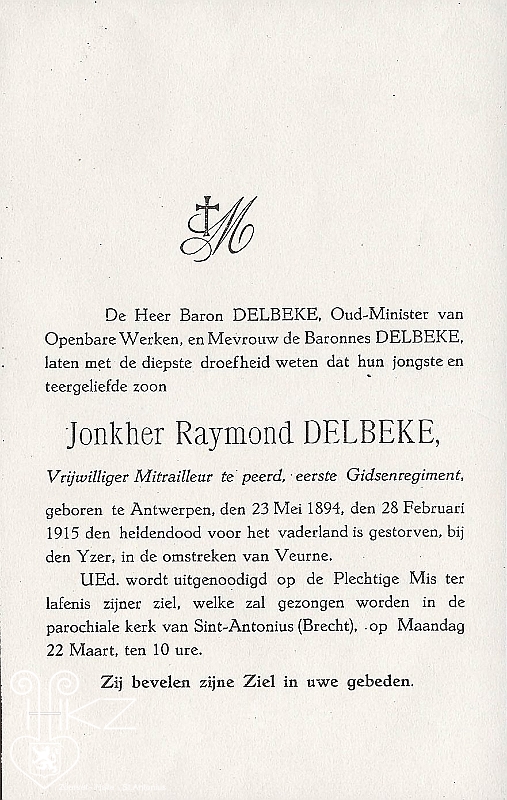 M
De Heer Baron DELBEKE, Oud-Minister van
Openbare Werken, en Mevrouw de Baronnes DELBEKE,
laten met de diepste droefheid weten dat hun jongste en
teergeliefde zoon
Jonkher Raymond DELBEKE,
Vrijwilliger Mitrailleur te peerd, eerste Gidsenregiment,
geboren te Antwerpen, den 23 Mei 1894, den 28 Februari
1915 den heldendood voor het vaderland is gestorven, bij
den Yzer, in de omstreken van Veurne.
UEd. wordt uitgenoodigd op de Plechtige Mis ter
lafenis zijner ziel, welke zal gezongen worden in de
parochiale kerk van Sint-Antonius (Brecht), op Maandag
22 Maart, ten 10 ure.
Zij bevelen zijne Ziel in uwe gebeden.
HKZ